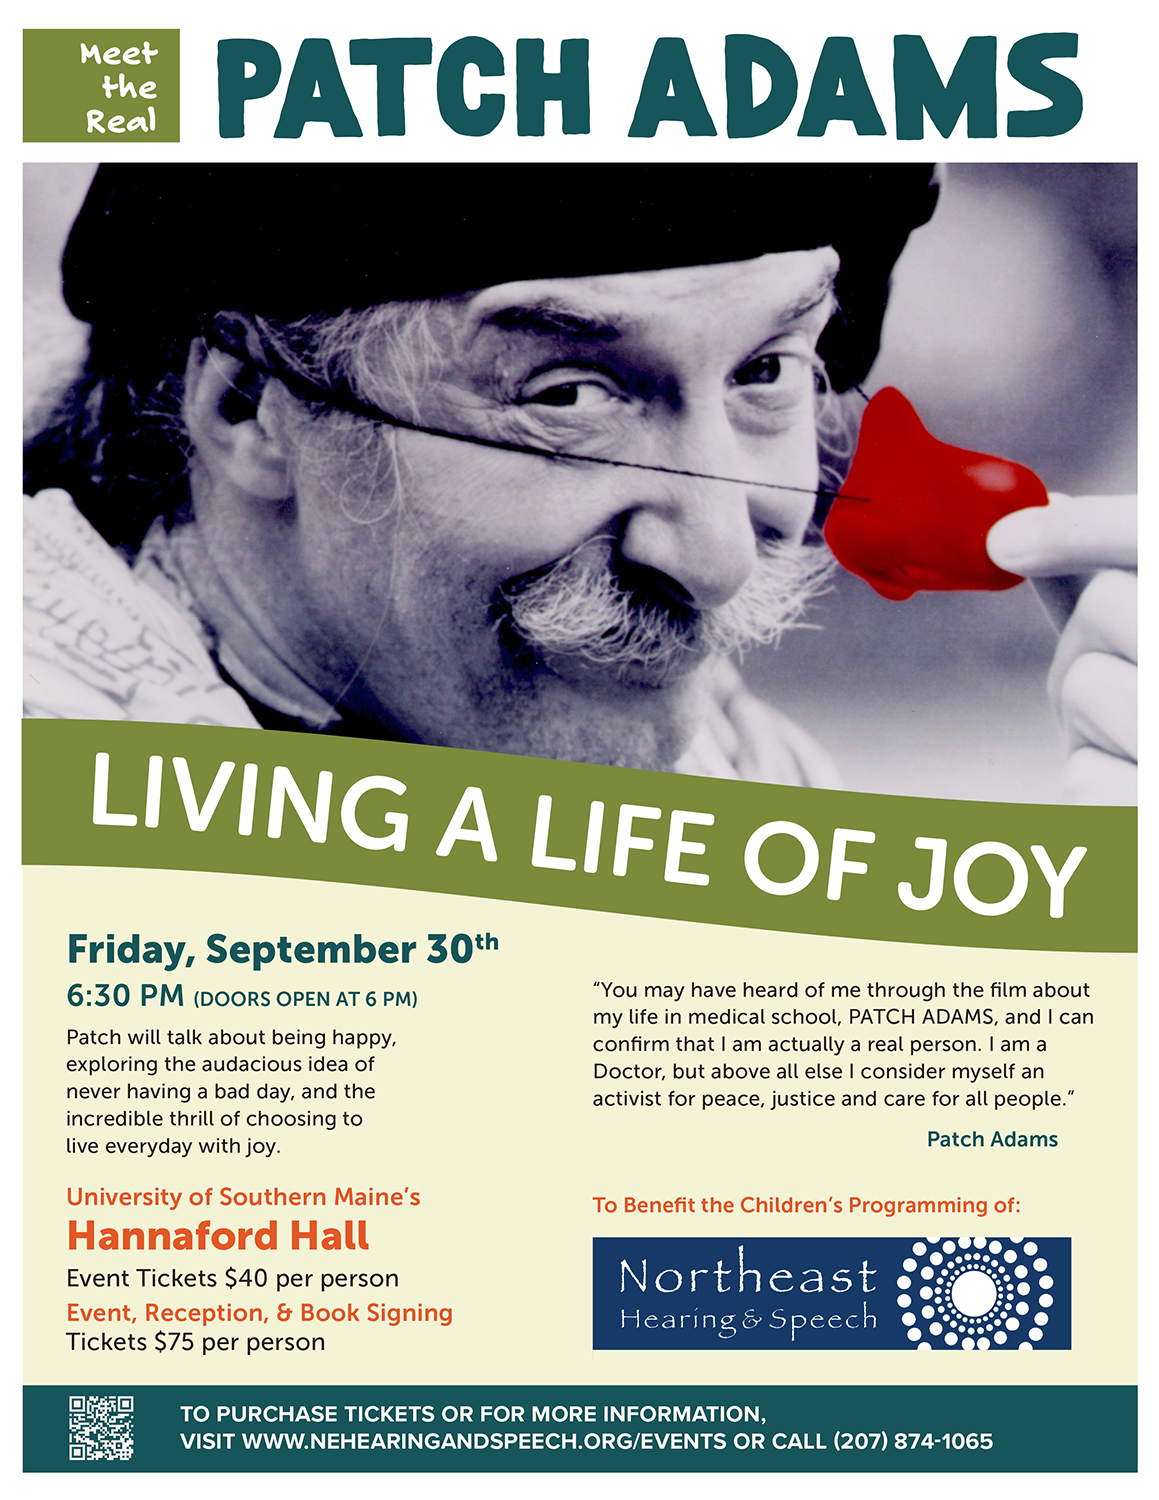 Meet
the
Real
PATCH ADAMS
LIVING A LIFE OF JOY
Friday, September 30th
6:30 PM (DOORS OPEN AT 6 PM)
Patch will talk about being happy,
exploring the audacious idea of
never having a bad day, and the
incredible thrill of choosing to
live everyday with joy.
University of Southern Maine’s
Hannaford Hall
Event Tickets $40 per person
Event, Reception, & Book Signing
Tickets $75 per person
“You may have heard of me through the film about
my life in medical school, PATCH ADAMS, and I can
confirm that I am actually a real person. I am a
Doctor, but above all else I consider myself an
activist for peace, justice and care for all people.”
Patch Adams
To Benefit the Children’s Programming of:
Northeast
Hearing & Speech
TO PURCHASE TICKETS OR FOR MORE INFORMATION,
VISIT WWW.NEHEARINGANDSPEECH.ORG/EVENTS OR CALL (207) 874-1065